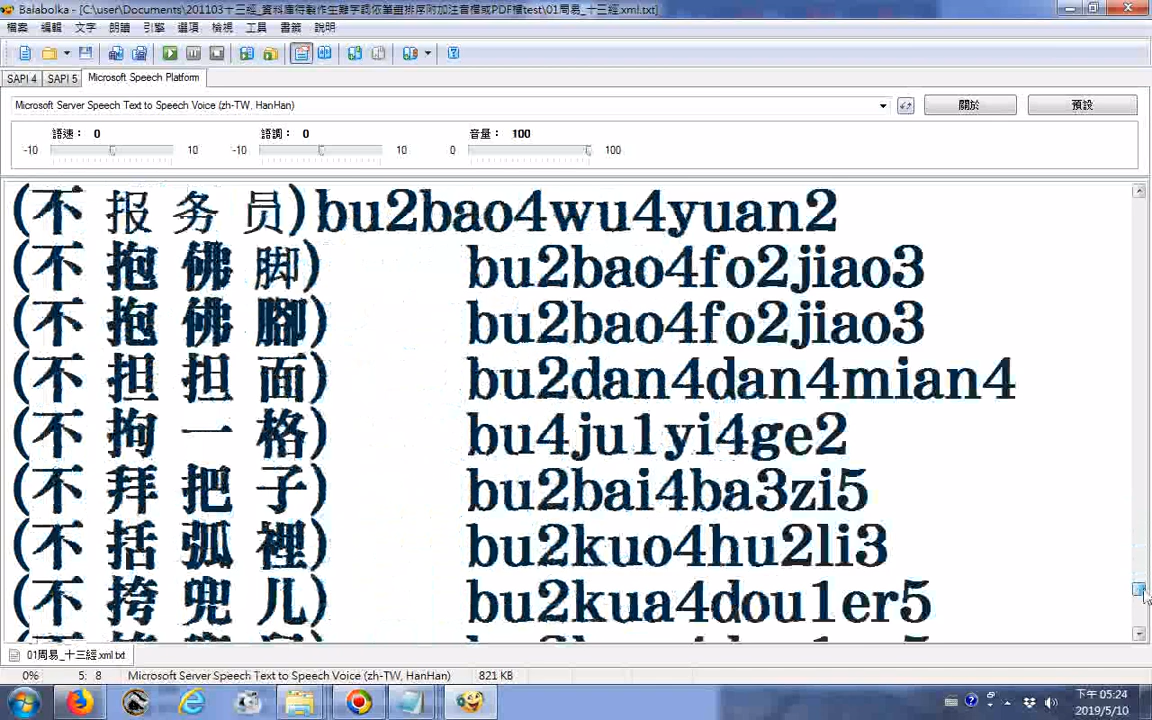 Balabolka - [C:\user\Documents\201103十三經_資料庫待製作生難字詞依筆畫排序附加注音檔或PDF檔test\01周易_十三經.xml.txt]
檔案 編輯 文字 朗讀 引擎 選項 檢視 工具 書籤 說明
SAPI 4 SAPI 5 Microsoft Speech Platform
Microsoft Server Speech Text to Speech Voice (zh-TW, HanHan) 關於 預設
語速： 0 語調： 0 音量： 100
-10 10 -10 10 0 100
(不报务员)bu2bao4wu4yuan2
(不抱佛脚) bu2bao4fo2jiao3
(不抱佛腳) bu2bao4fo2jiao3
(不担担面) bu2dan4dan4mian4
(不拘一格) bu4ju1yi4ge2
(不拜把子) bu2bai4ba3zi5
(不括弧裡) bu2kuo4hu2li3
(不挎兜儿) bu2kua4dou1er5
01周易_十三經.xml.txt
0% 5: 8 Microsoft Server Speech Text to Speech Voice (zh-TW, HanHan) 821 KB
下午 05:24
2019/5/10